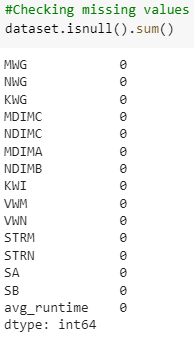 #Checking missing values
dataset.isnull().sum()
MWG 0
NWG 0
KWG 0
MDIMC 0
NDIMC 0
MDIMA 0
NDIMB 0
KWI 0
VWM 0
VWN 0
STRM 0
STRN 0
SA 0
SB 0
avg_runtime 0
dtype: int64